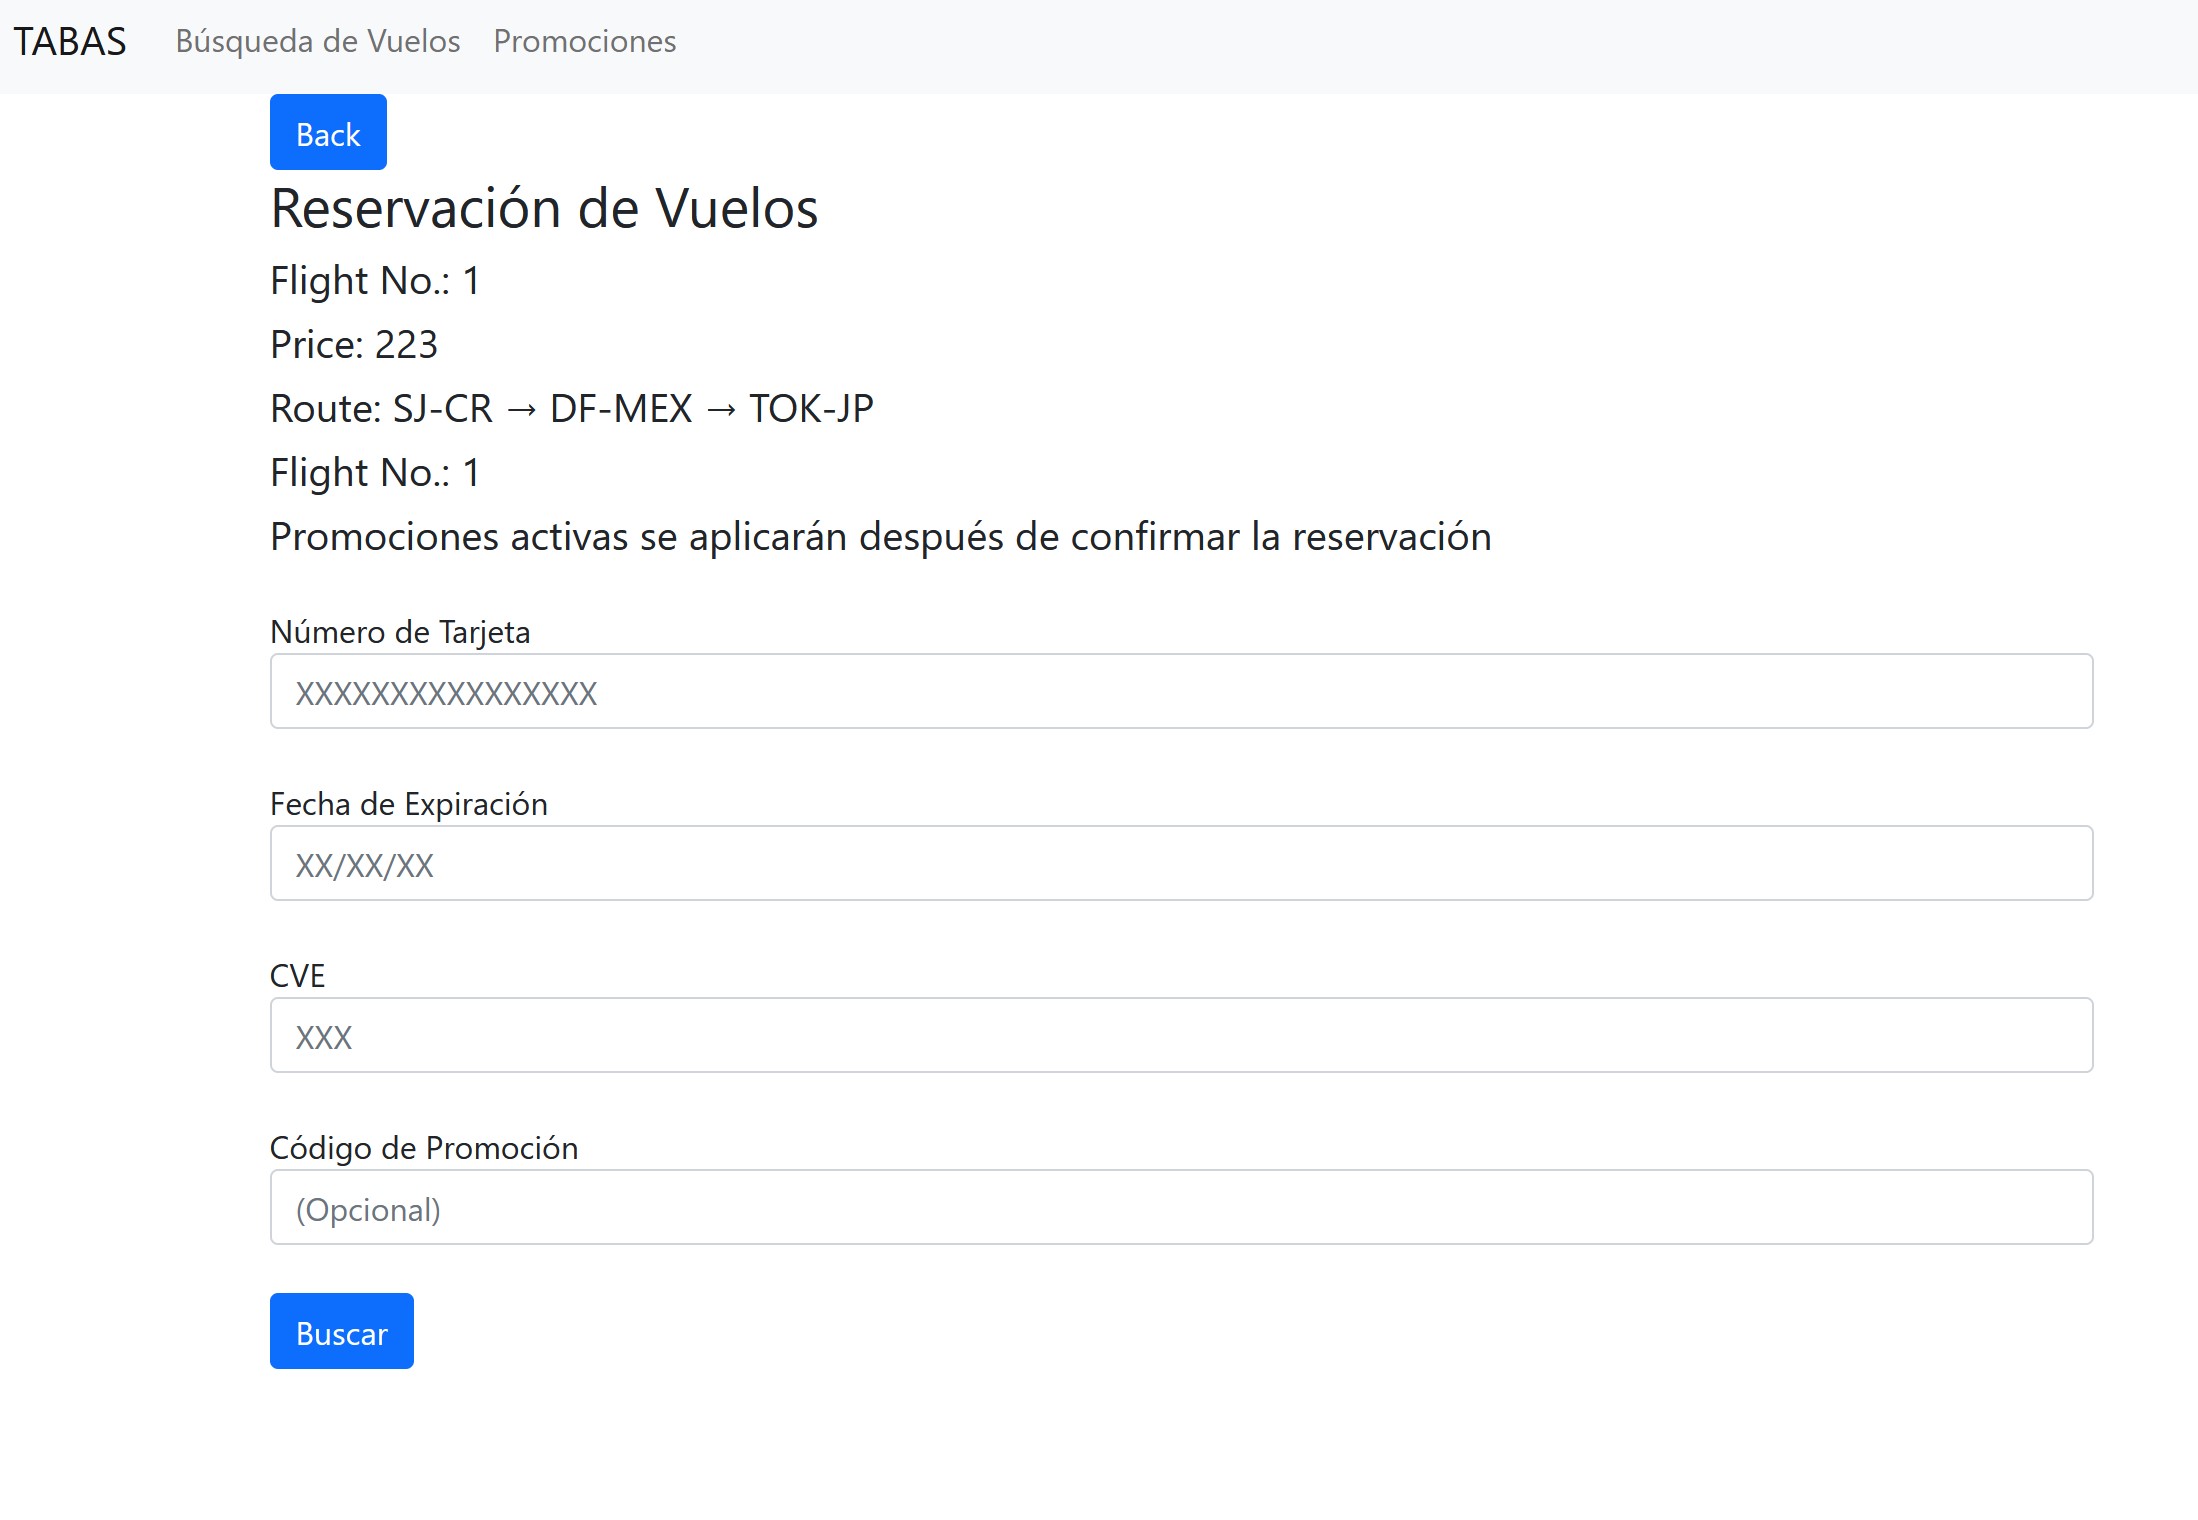 TABAS Búsqueda de Vuelos Promociones
Back
Reservación de Vuelos
Flight No.: 1
Price: 223
Route: SJ-CR → DF-MEX → TOK-JP
Flight No.: 1
Promociones activas se aplicarán después de confirmar la reservación
Número de Tarjeta
XXXXXXXXXXXXXXXX
Fecha de Expiración
XX/XX/XX
CVE
XXX
Código de Promoción
(Opcional)
Buscar